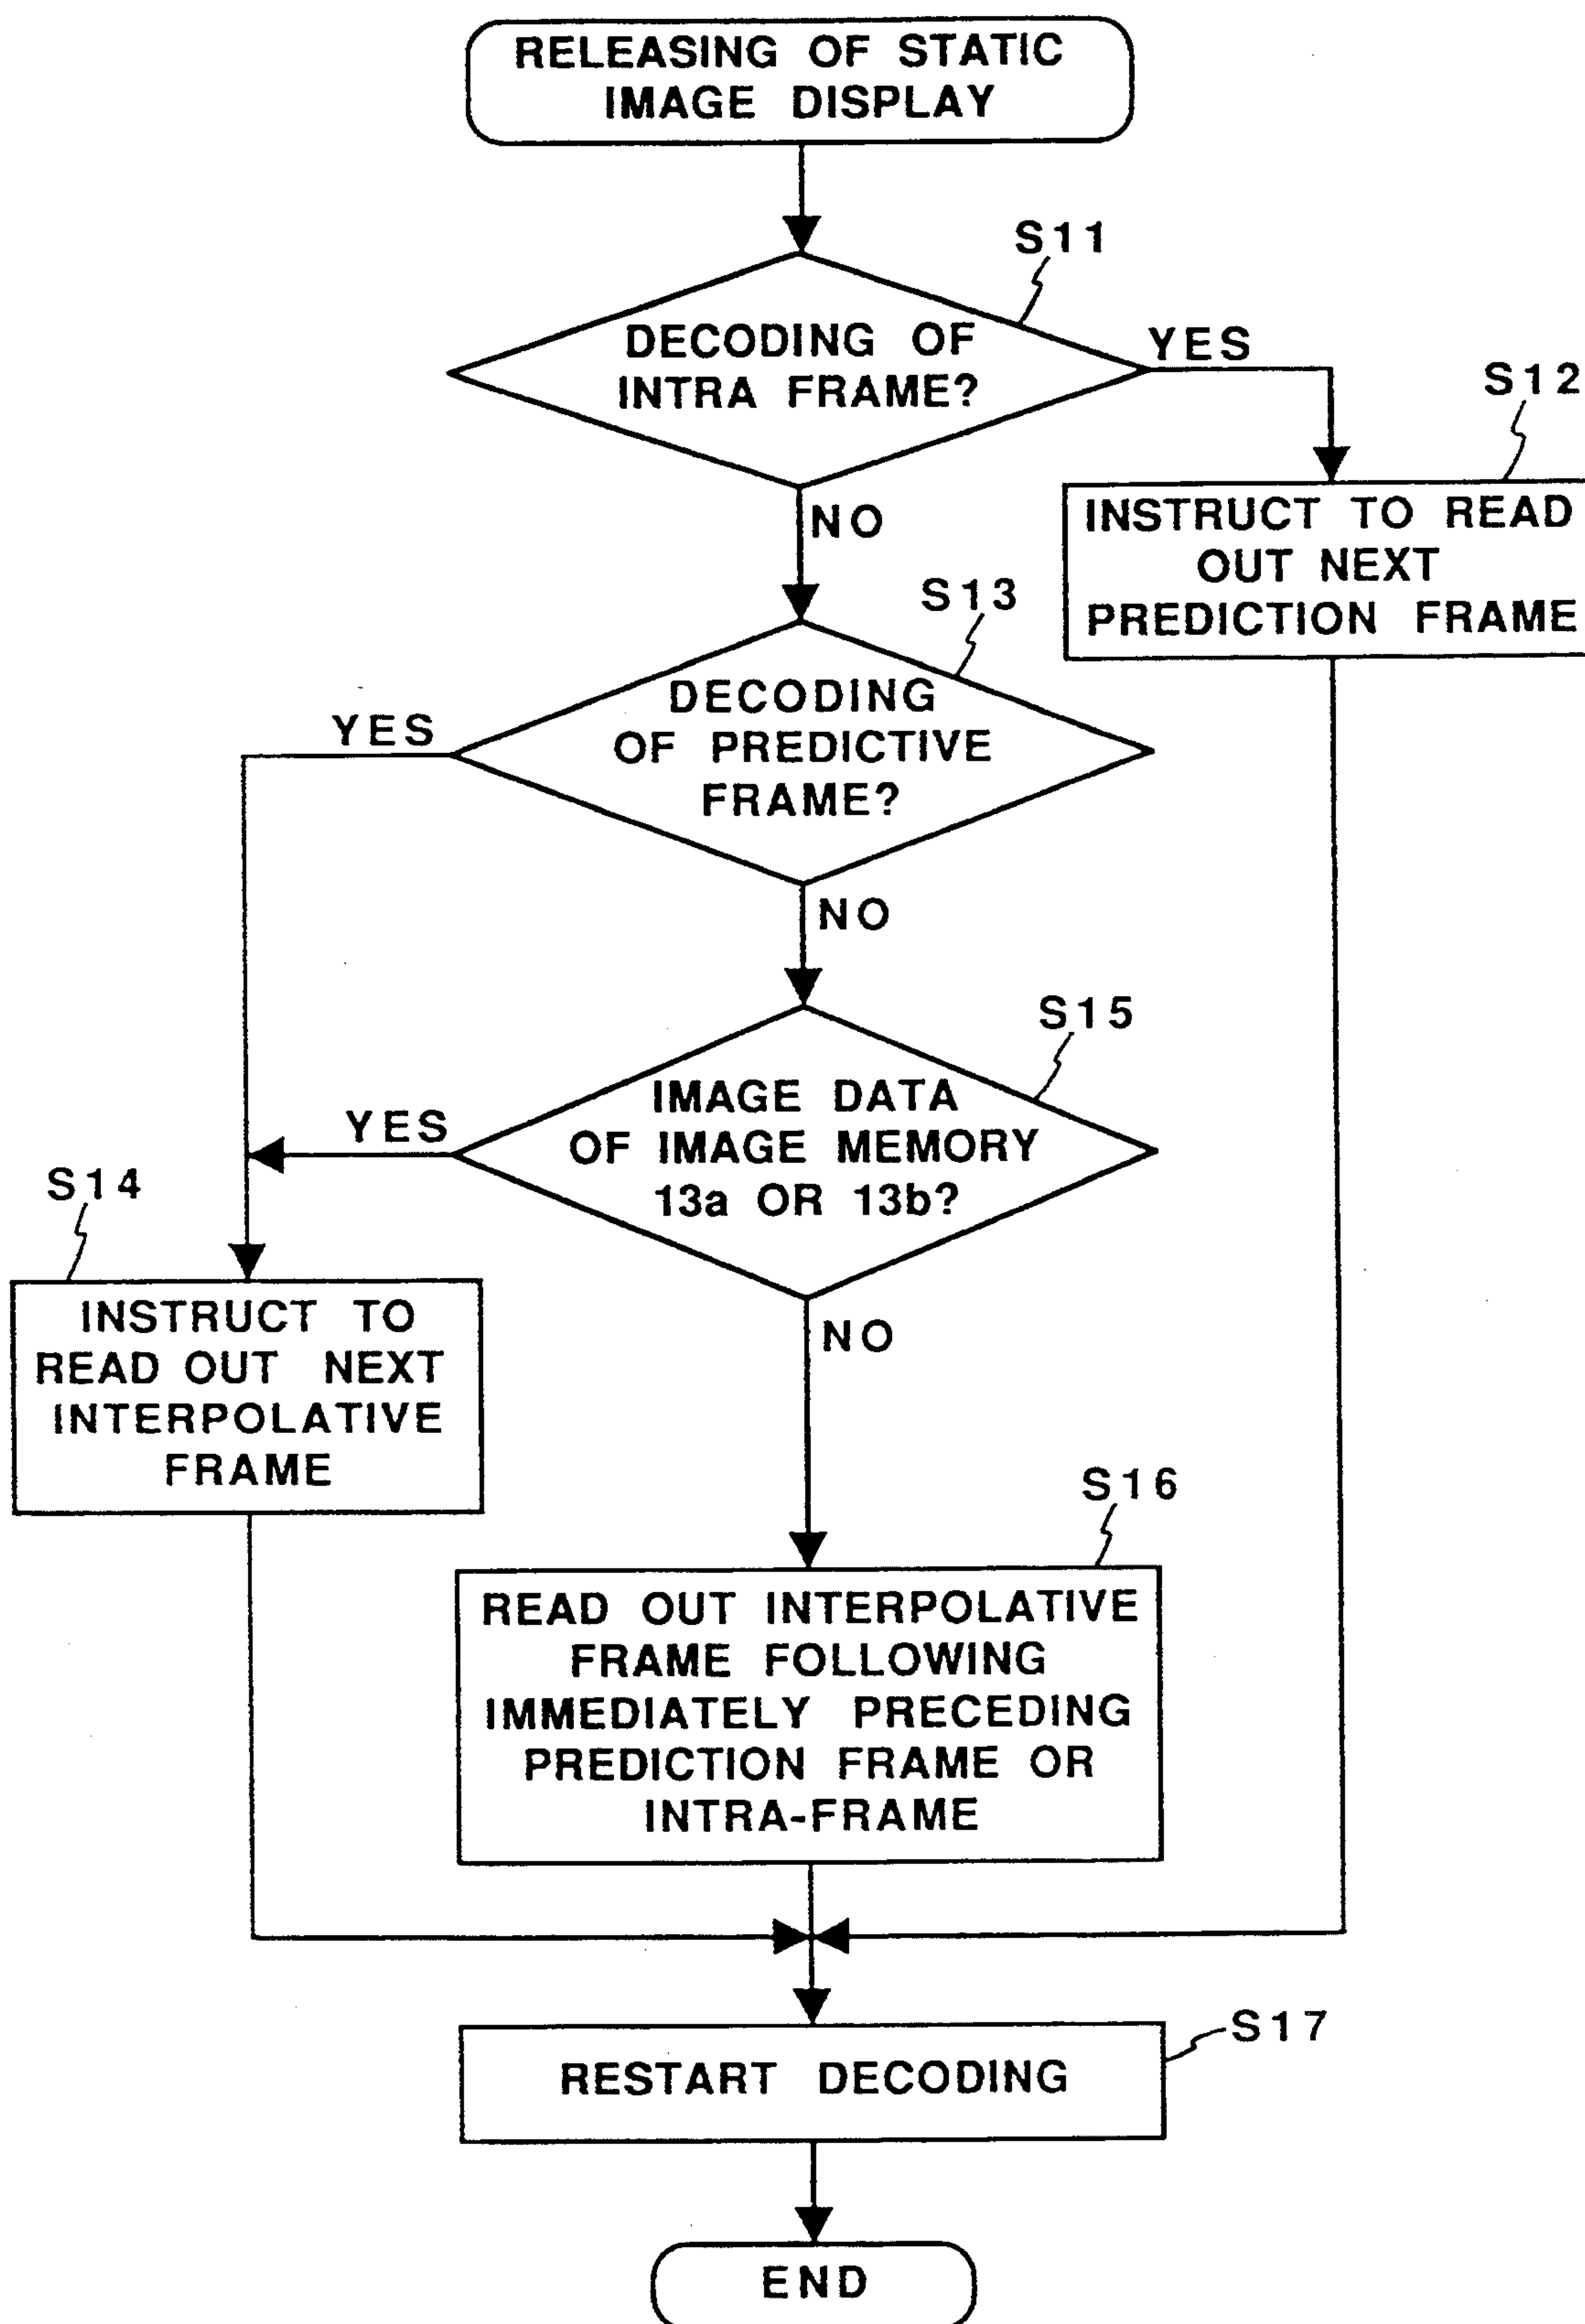 RELEASING OF STATIC
IMAGE DISPLAY
S11
DECODING OF
INTRA FRAME?
YES
S12
NO
INSTRUCT TO READ
OUT NEXT
PREDICTION FRAME
S13
DECODING
OF PREDICTIVE
FRAME?
YES
NO
S15
IMAGE DATA
OF IMAGE MEMORY
13a OR 13b?
YES
S14
NO
INSTRUCT TO
READ OUT NEXT
INTERPOLATIVE
FRAME
S16
READ OUT INTERPOLATIVE
FRAME FOLLOWING
IMMEDIATELY PRECEDING
PREDICTION FRAME OR
INTRA-FRAME
S17
RESTART DECODING
END